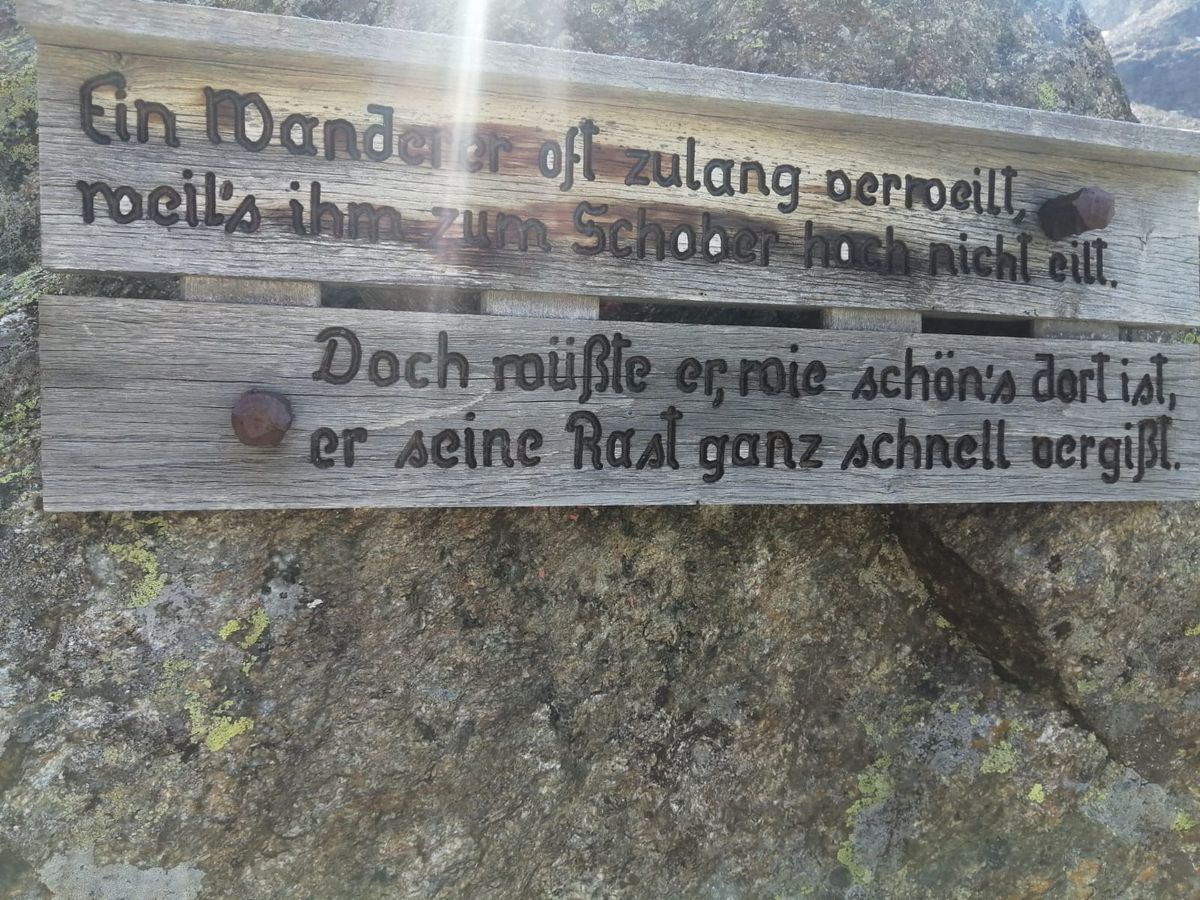 Ein Wanderer oft zulang verweilt,
weil's ihm zum Schober hoch nicht eilt.
Doch müßte er, wie schön's dort ist,
er seine Rast ganz schnell vergißt.